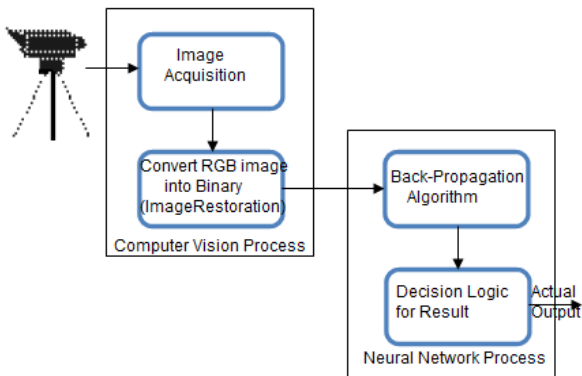 Image
Acquisition
Convert RGB image
into Binary
(ImageRestoration)
Computer Vision Process
Back-Propagation
Algorithm
Decision Logic
for Result
Actual
Output
Neural Network Process